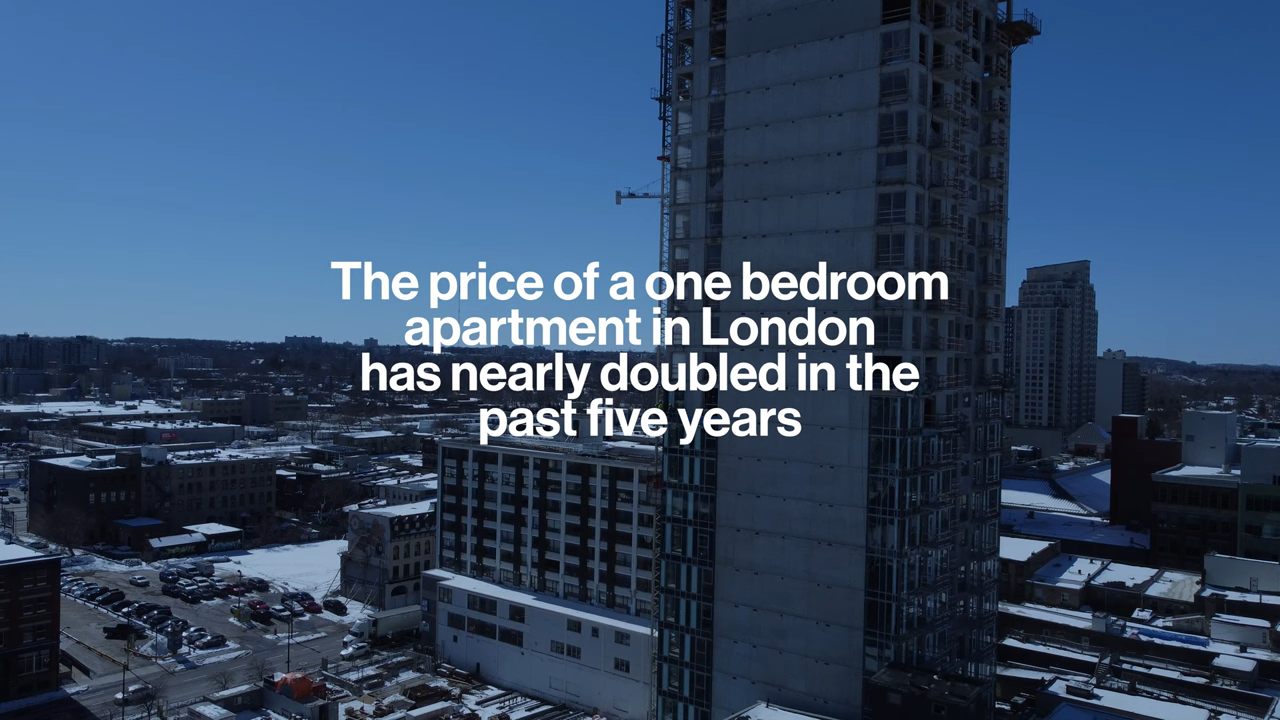 The price of a one bedroom
apartment in London
has nearly doubled in the
past five years